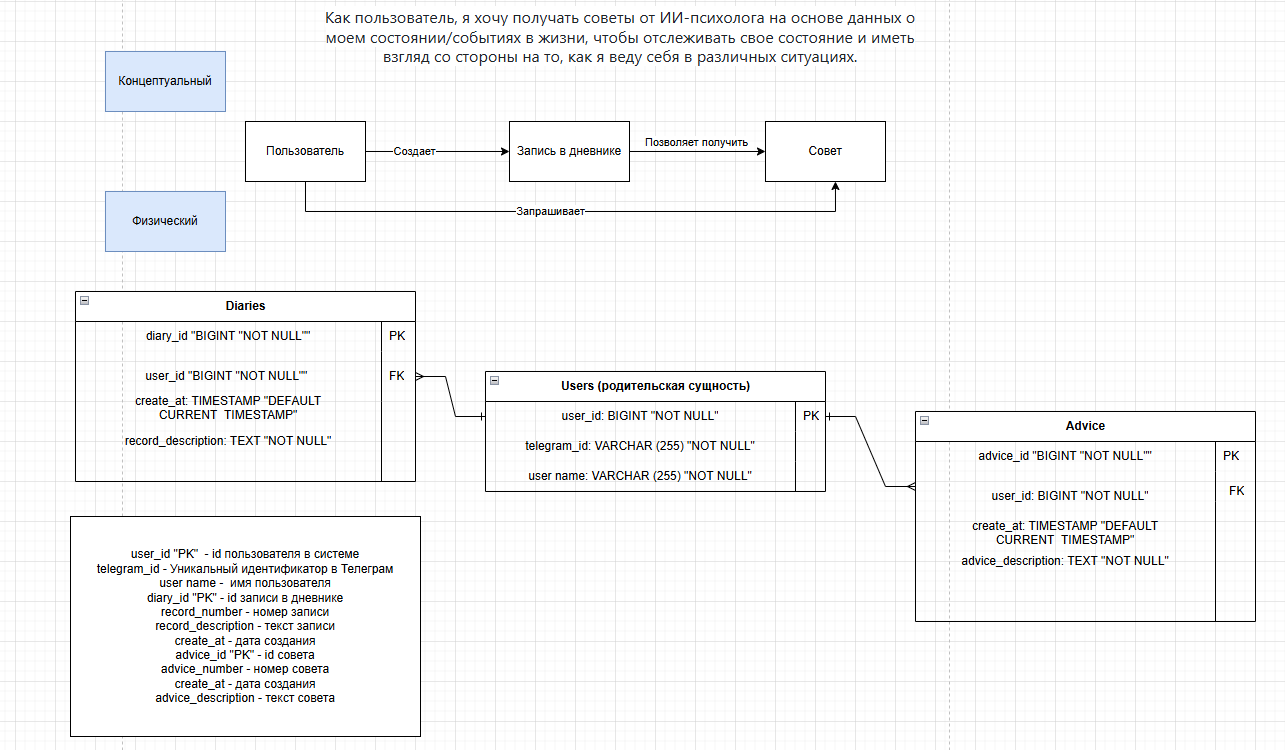 Как пользователь, я хочу получать советы от ИИ-психолога на основе данных о
моем состоянии/событиях в жизни, чтобы отслеживать свое состояние и иметь
взгляд со стороны на то, как я веду себя в различных ситуациях.
Концептуальный
Пользователь
Создает
Запись в дневнике
Позволяет получить
Совет
Запрашивает
Физический
Diaries
diary_id "BIGINT "NOT NULL""
PK
user_id "BIGINT "NOT NULL""
FK
create_at: TIMESTAMP "DEFAULT
CURRENT TIMESTAMP"
record_description: TEXT "NOT NULL"
Users (родительская сущность)
user_id: BIGINT "NOT NULL"
PK
telegram_id: VARCHAR (255) "NOT NULL"
user name: VARCHAR (255) "NOT NULL"
Advice
advice_id "BIGINT "NOT NULL""
PK
user_id: BIGINT "NOT NULL"
FK
create_at: TIMESTAMP "DEFAULT
CURRENT TIMESTAMP"
advice_description: TEXT "NOT NULL"
user_id "PK" - id пользователя в системе
telegram_id - Уникальный идентификатор в Телеграм
user name - имя пользователя
diary_id "PK" - id записи в дневнике
record_number - номер записи
record_description - текст записи
create_at - дата создания
advice_id "PK" - id совета
advice_number - номер совета
create_at - дата создания
advice_description - текст совета